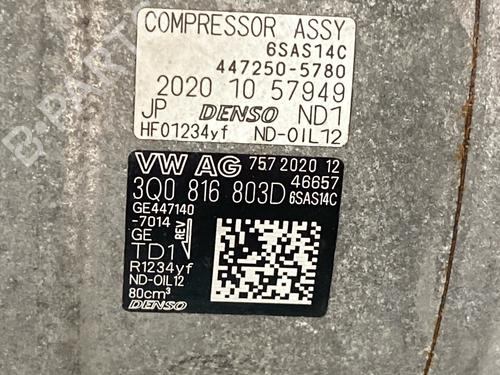 COMPRESSOR ASSY
6SAS14C
447250-5780
2020 10 57949
JP DENSO ND1
HFO1234yf ND-OIL12
VW AG 757 2020 12
46657
3Q0 816 803D 6SAS14C
GE447140
-7014
GE REV
TD1
R1234yf
ND-OIL12
80cm³
DENSO
B-PARTS